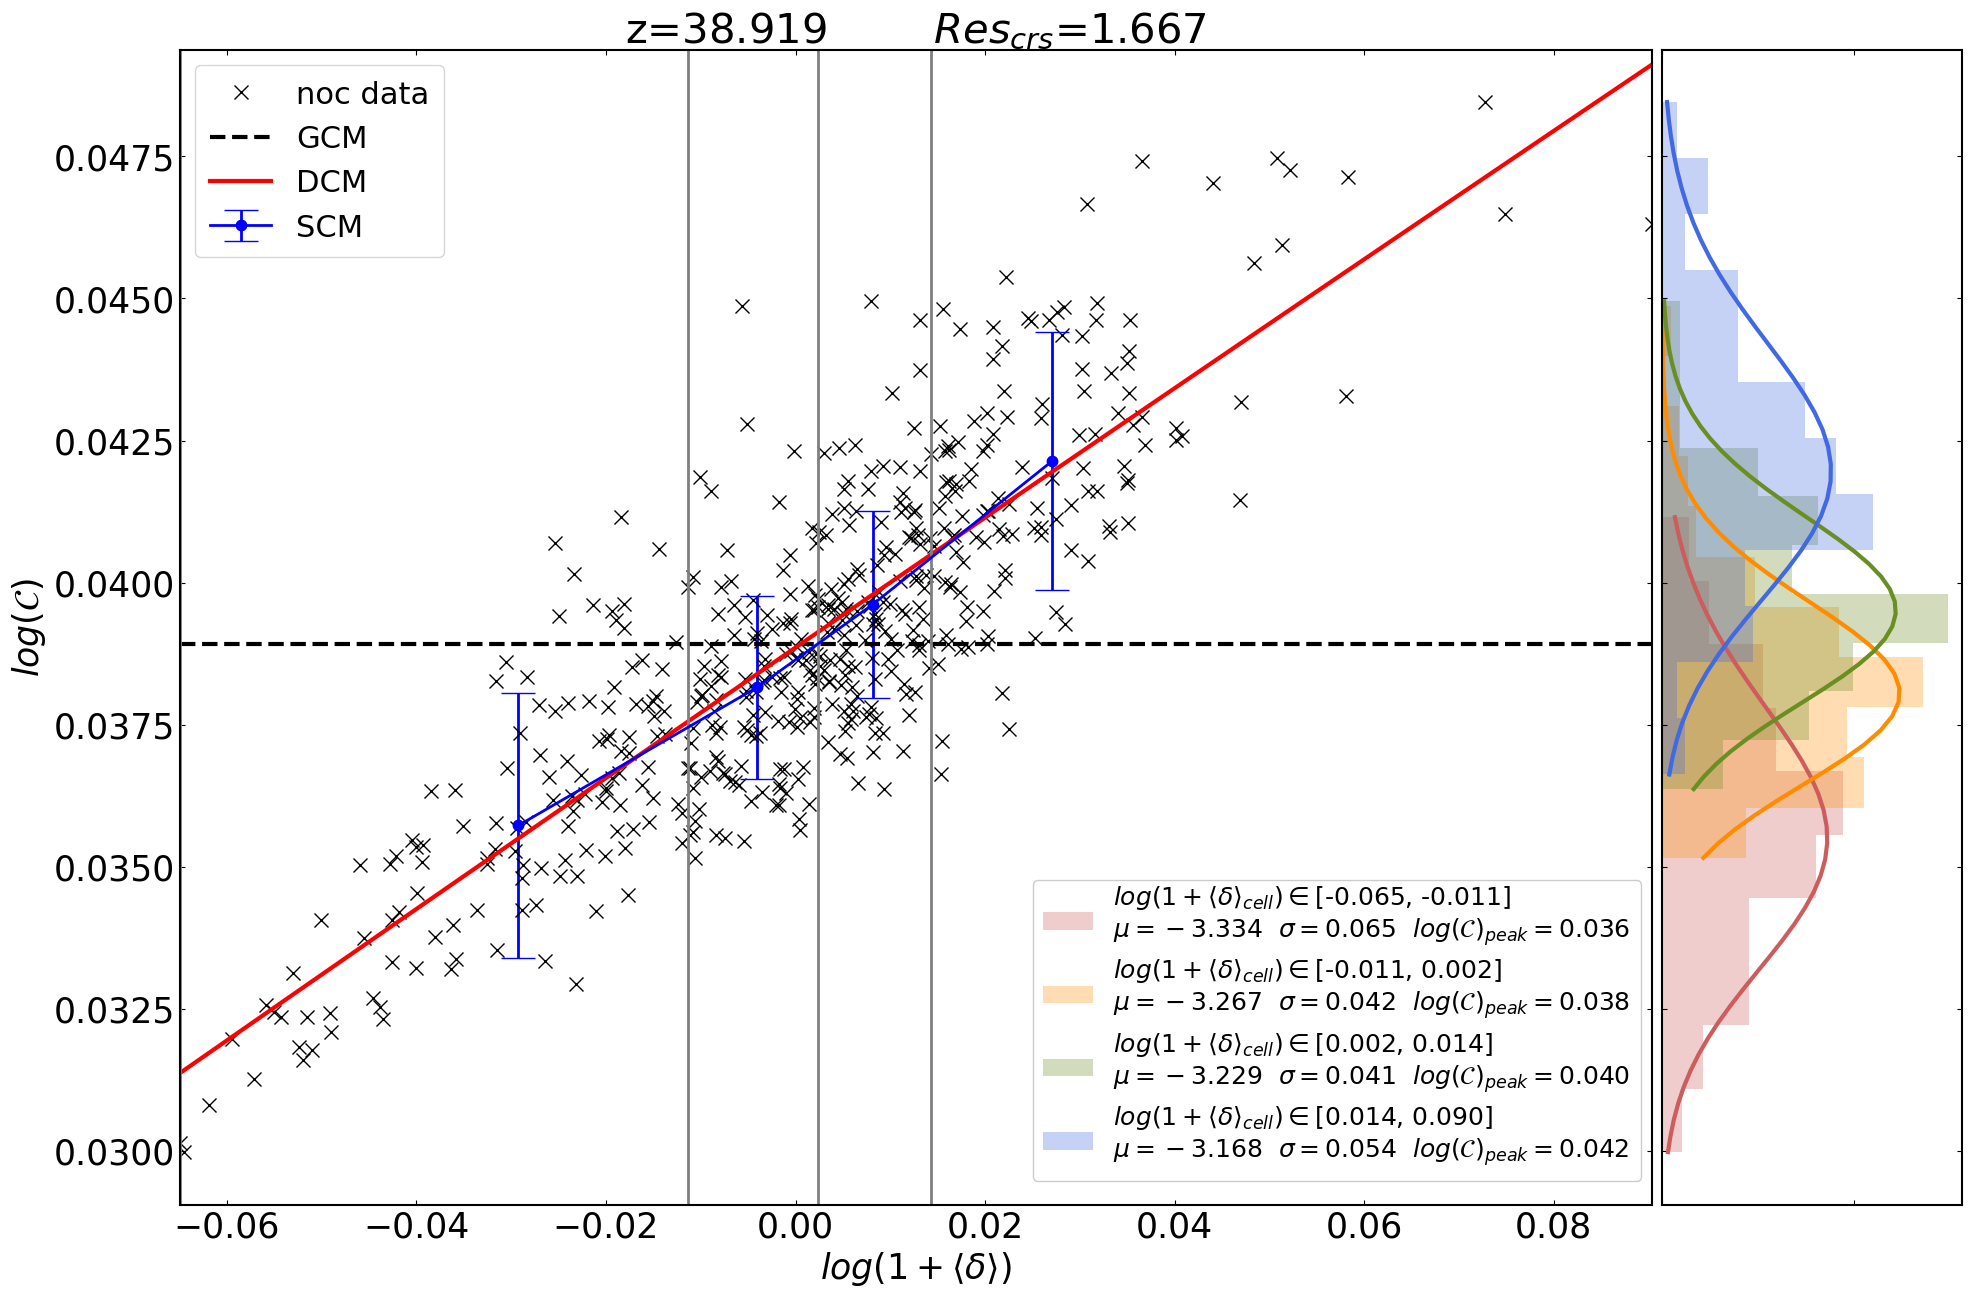 z=38.919 Res_crs=1.667
noc data
GCM
DCM
SCM
0.0475
0.0450
0.0425
0.0400
0.0375
0.0350
0.0325
0.0300
log(𝒞)
log(1 + ⟨δ⟩_cell) ∈ [-0.065, -0.011]
μ = −3.334 σ = 0.065 log(𝒞)_peak = 0.036
log(1 + ⟨δ⟩_cell) ∈ [-0.011, 0.002]
μ = −3.267 σ = 0.042 log(𝒞)_peak = 0.038
log(1 + ⟨δ⟩_cell) ∈ [0.002, 0.014]
μ = −3.229 σ = 0.041 log(𝒞)_peak = 0.040
log(1 + ⟨δ⟩_cell) ∈ [0.014, 0.090]
μ = −3.168 σ = 0.054 log(𝒞)_peak = 0.042
−0.06 −0.04 −0.02 0.00 0.02 0.04 0.06 0.08
log(1 + ⟨δ⟩)